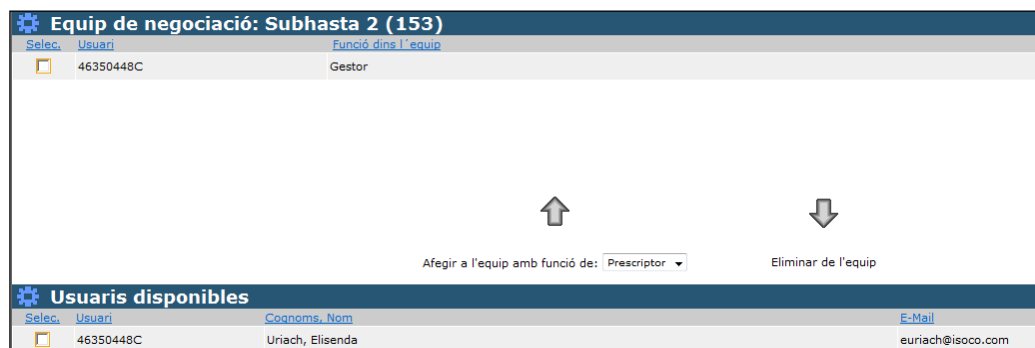 Equip de negociació: Subhasta 2 (153)
Selec. Usuari Funció dins l´equip
46350448C Gestor
Afegir a l'equip amb funció de: Prescriptor Eliminar de l'equip
Usuaris disponibles
Selec. Usuari Cognoms, Nom E-Mail
46350448C Uriach, Elisenda euriach@isoco.com